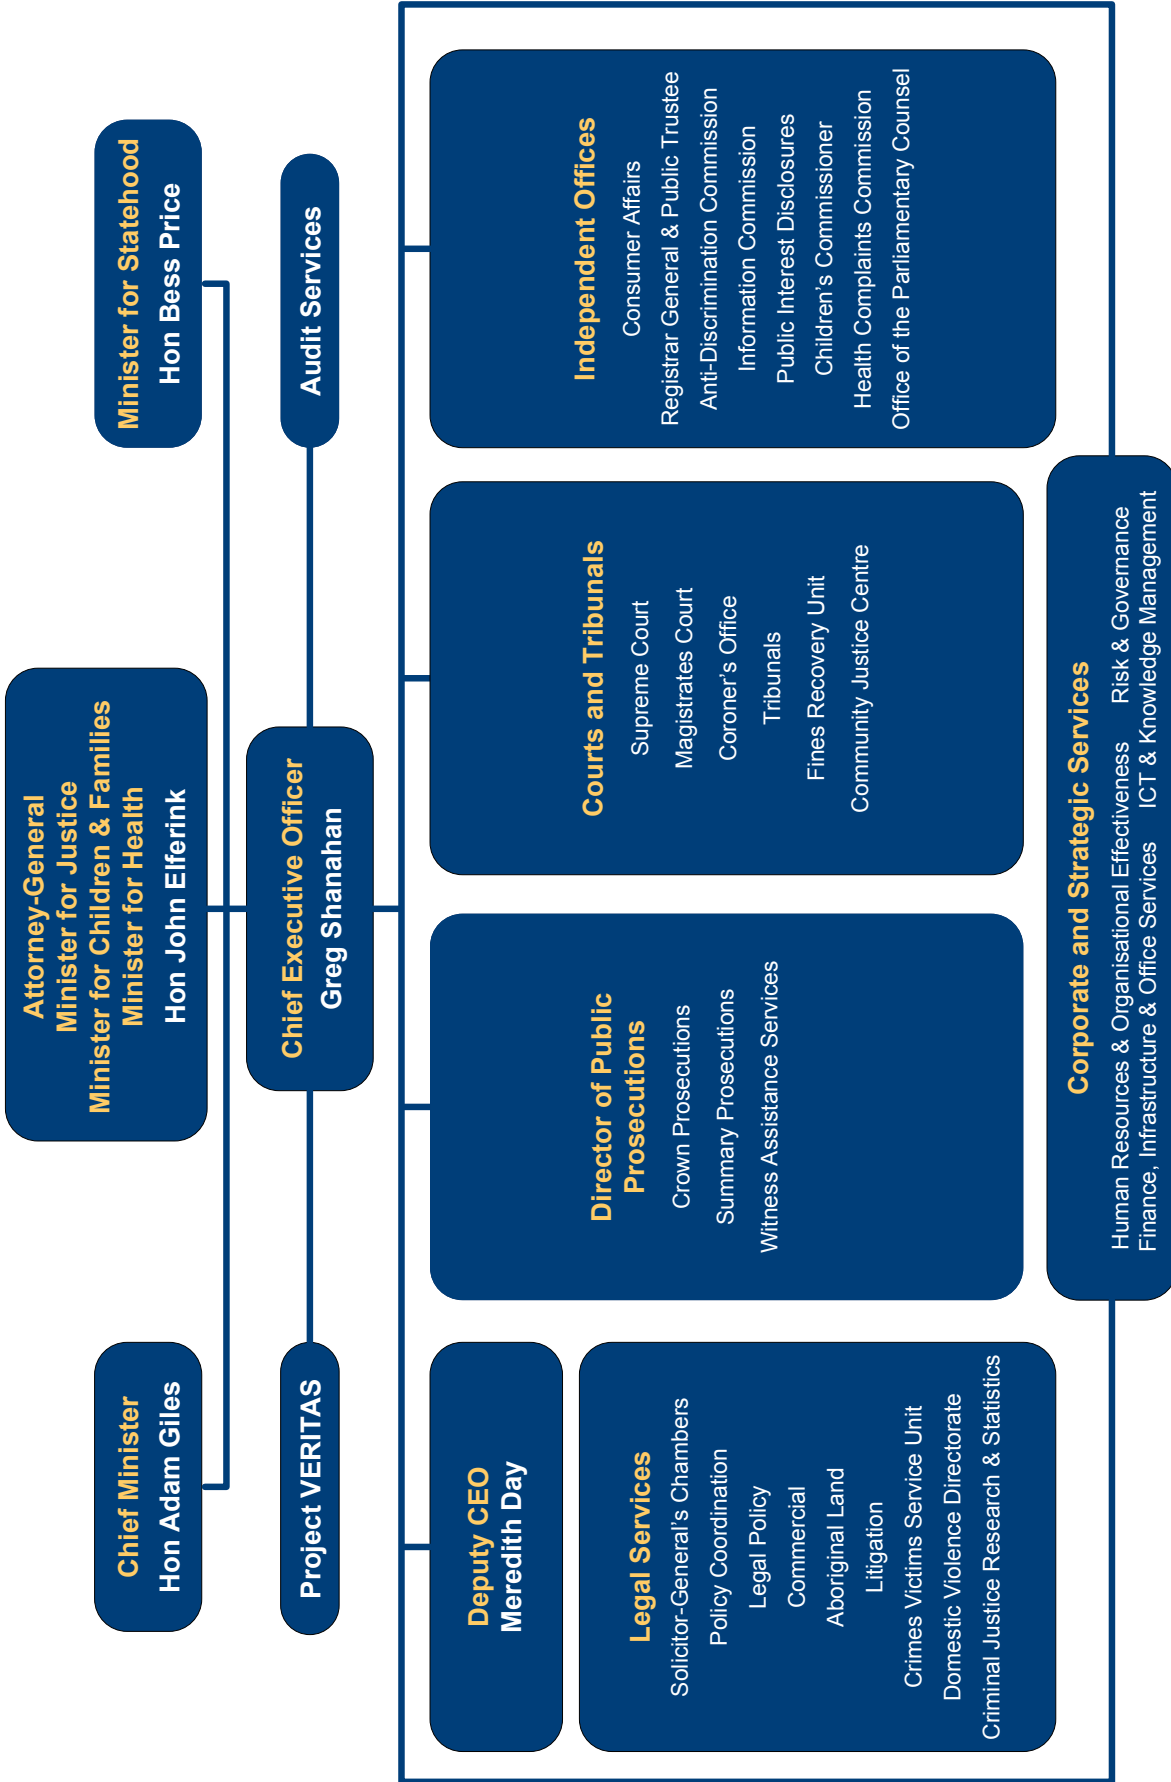 Chief Minister
Hon Adam Giles
Attorney-General
Minister for Justice
Minister for Children & Families
Minister for Health
Hon John Elferink
Minister for Statehood
Hon Bess Price
Project VERITAS
Chief Executive Officer
Greg Shanahan
Audit Services
Deputy CEO
Meredith Day
Legal Services
Solicitor-General's Chambers
Policy Coordination
Legal Policy
Commercial
Aboriginal Land
Litigation
Crimes Victims Service Unit
Domestic Violence Directorate
Criminal Justice Research & Statistics
Director of Public
Prosecutions
Crown Prosecutions
Summary Prosecutions
Witness Assistance Services
Courts and Tribunals
Supreme Court
Magistrates Court
Coroner's Office
Tribunals
Fines Recovery Unit
Community Justice Centre
Independent Offices
Consumer Affairs
Registrar General & Public Trustee
Anti-Discrimination Commission
Information Commission
Public Interest Disclosures
Children's Commissioner
Health Complaints Commission
Office of the Parliamentary Counsel
Corporate and Strategic Services
Human Resources & Organisational Effectiveness Risk & Governance
Finance, Infrastructure & Office Services ICT & Knowledge Management